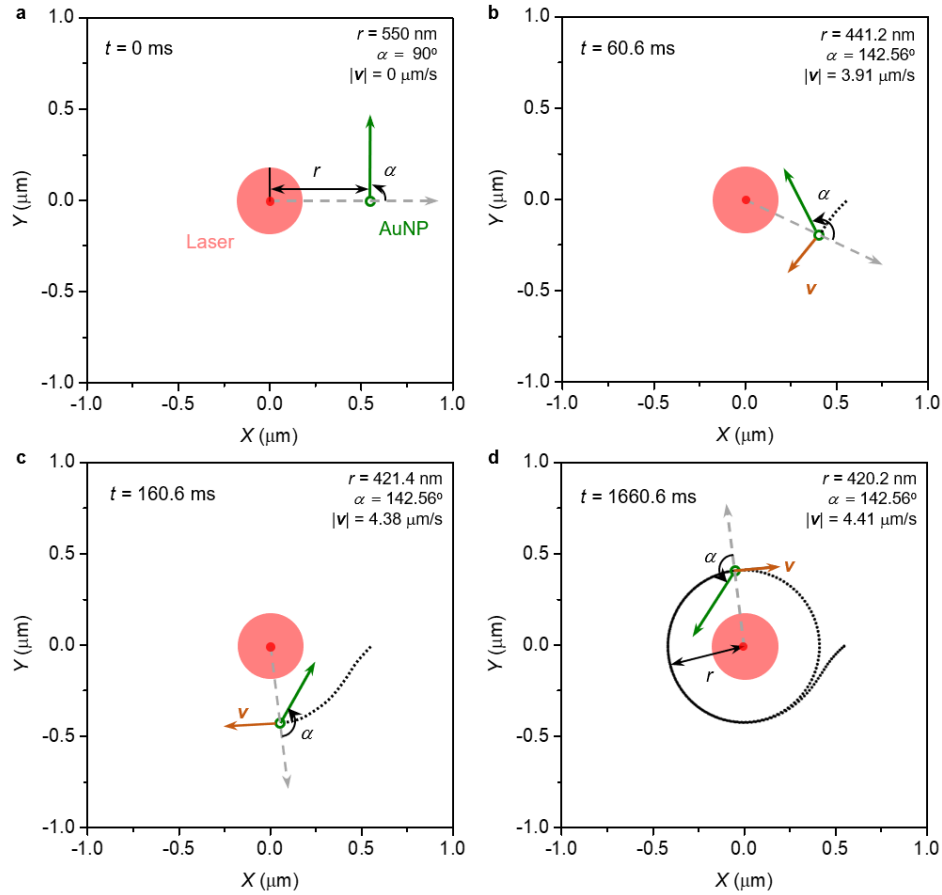 a
t = 0 ms
r = 550 nm
α = 90º
|v| = 0 μm/s
r
α
Laser
AuNP
1.0
0.5
0.0
-0.5
-1.0
Y (μm)
-1.0
-0.5
0.0
0.5
1.0
X (μm)
b
t = 60.6 ms
r = 441.2 nm
α = 142.56º
|v| = 3.91 μm/s
α
v
1.0
0.5
0.0
-0.5
-1.0
Y (μm)
-1.0
-0.5
0.0
0.5
1.0
X (μm)
c
t = 160.6 ms
r = 421.4 nm
α = 142.56º
|v| = 4.38 μm/s
v
α
1.0
0.5
0.0
-0.5
-1.0
Y (μm)
-1.0
-0.5
0.0
0.5
1.0
X (μm)
d
t = 1660.6 ms
r = 420.2 nm
α = 142.56º
|v| = 4.41 μm/s
α
v
r
1.0
0.5
0.0
-0.5
-1.0
Y (μm)
-1.0
-0.5
0.0
0.5
1.0
X (μm)